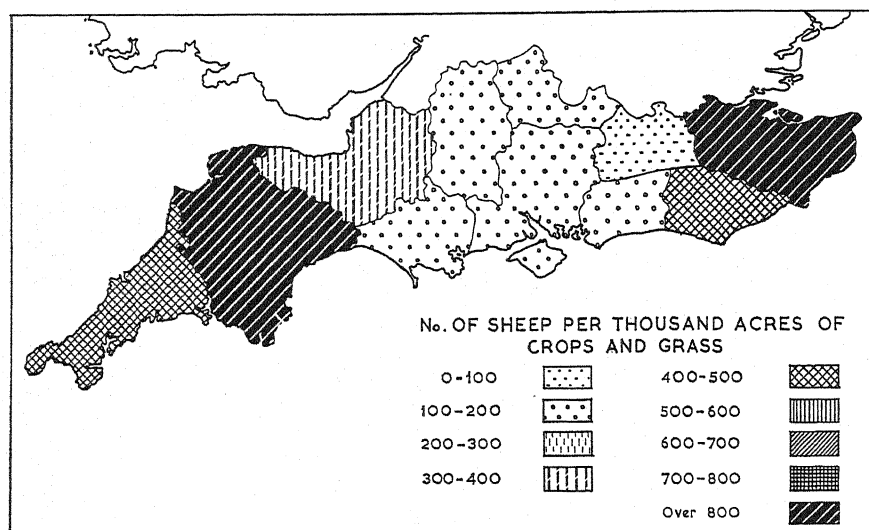 No. OF SHEEP PER THOUSAND ACRES OF
CROPS AND GRASS
0-100
100-200
200-300
300-400
400-500
500-600
600-700
700-800
Over 800